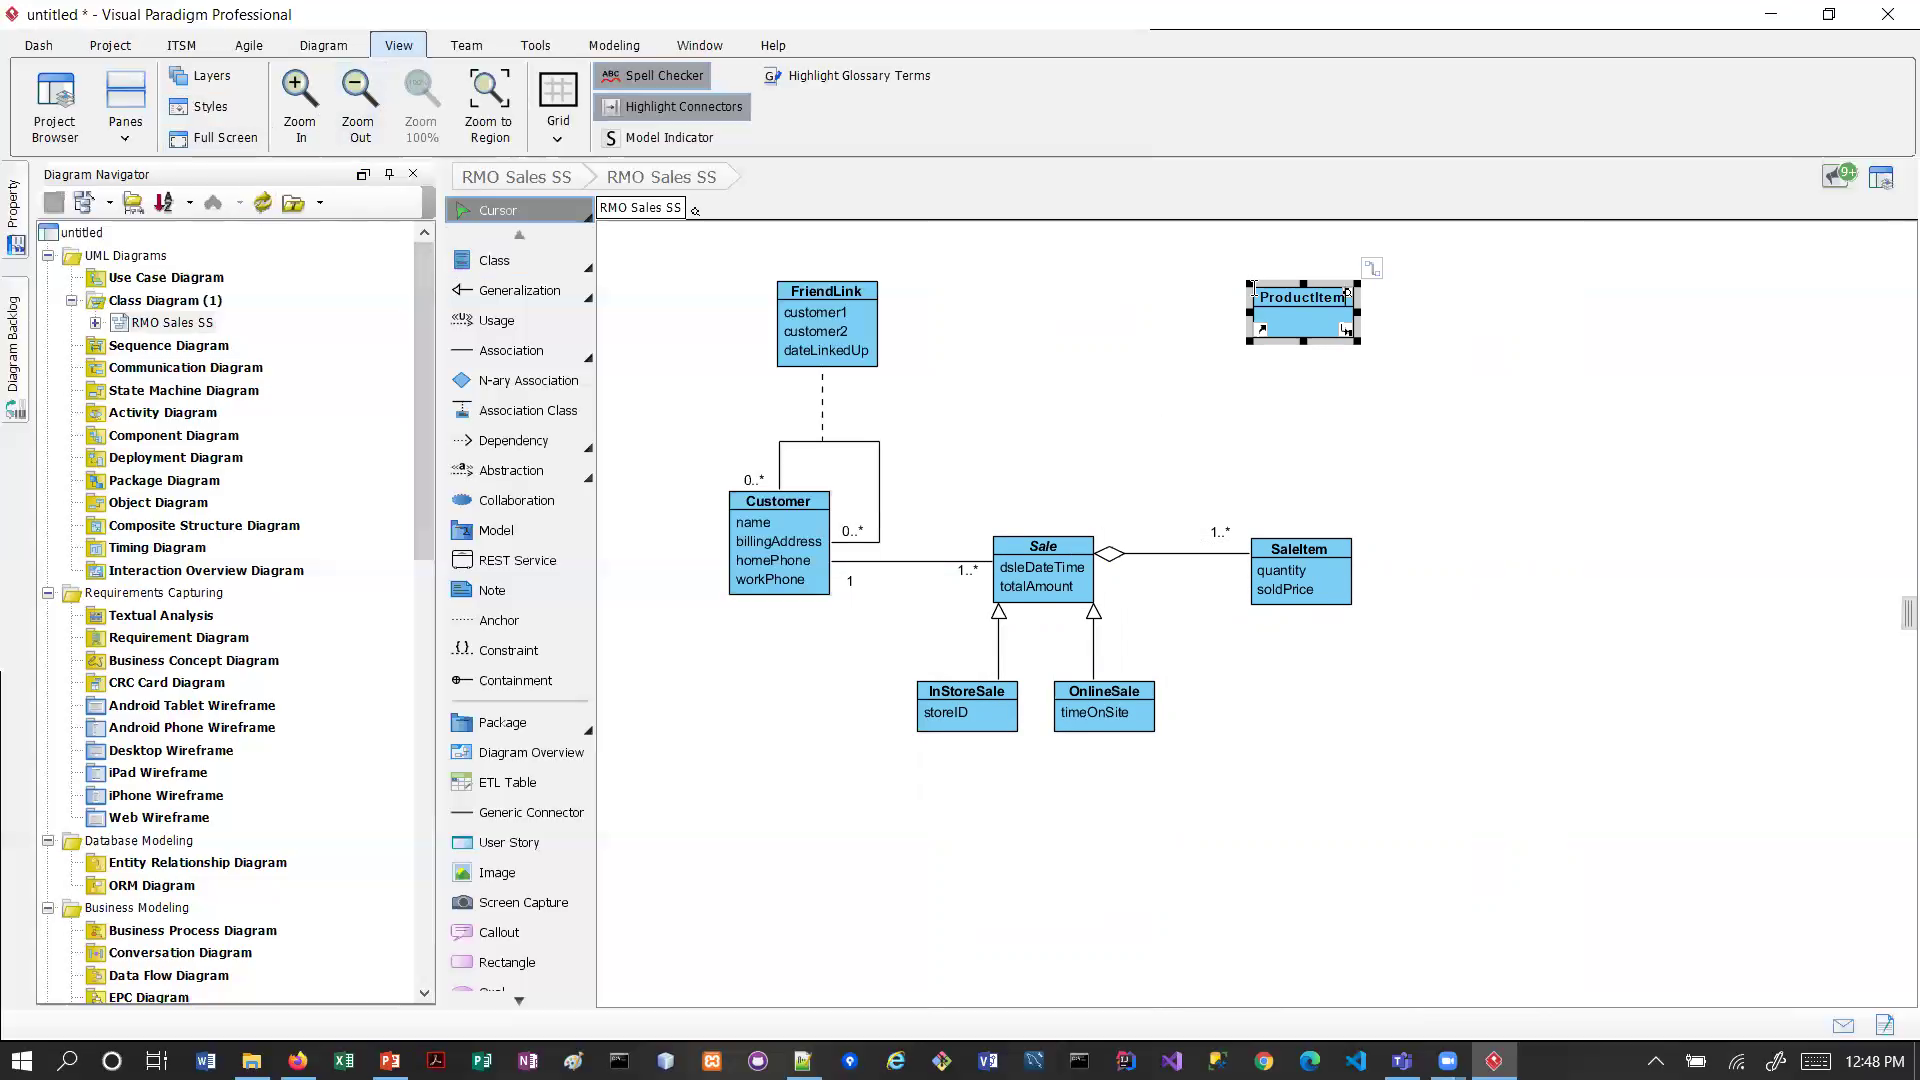 untitled * - Visual Paradigm Professional
Dash Project ITSM Agile Diagram View Team Tools Modeling Window Help
Project Browser
Panes
Layers
Styles
Full Screen
Zoom In
Zoom Out
Zoom 100%
Zoom to Region
Grid
ABC Spell Checker
Highlight Connectors
S Model Indicator
G Highlight Glossary Terms
Property
Diagram Backlog
Diagram Navigator
untitled
UML Diagrams
Use Case Diagram
Class Diagram (1)
RMO Sales SS
Sequence Diagram
Communication Diagram
State Machine Diagram
Activity Diagram
Component Diagram
Deployment Diagram
Package Diagram
Object Diagram
Composite Structure Diagram
Timing Diagram
Interaction Overview Diagram
Requirements Capturing
Textual Analysis
Requirement Diagram
Business Concept Diagram
CRC Card Diagram
Android Tablet Wireframe
Android Phone Wireframe
Desktop Wireframe
iPad Wireframe
iPhone Wireframe
Web Wireframe
Database Modeling
Entity Relationship Diagram
ORM Diagram
Business Modeling
Business Process Diagram
Conversation Diagram
Data Flow Diagram
EPC Diagram
RMO Sales SS RMO Sales SS
9+
Cursor
Class
Generalization
Usage
Association
N-ary Association
Association Class
Dependency
Abstraction
Collaboration
Model
REST Service
Note
Anchor
Constraint
Containment
Package
Diagram Overview
ETL Table
Generic Connector
User Story
Image
Screen Capture
Callout
Rectangle
RMO Sales SS
FriendLink
customer1
customer2
dateLinkedUp
ProductItem
0..*
Customer
name
billingAddress
homePhone
workPhone
0..*
1
1..*
Sale
dsleDateTime
totalAmount
1..*
SaleItem
quantity
soldPrice
InStoreSale
storeID
OnlineSale
timeOnSite
12:48 PM